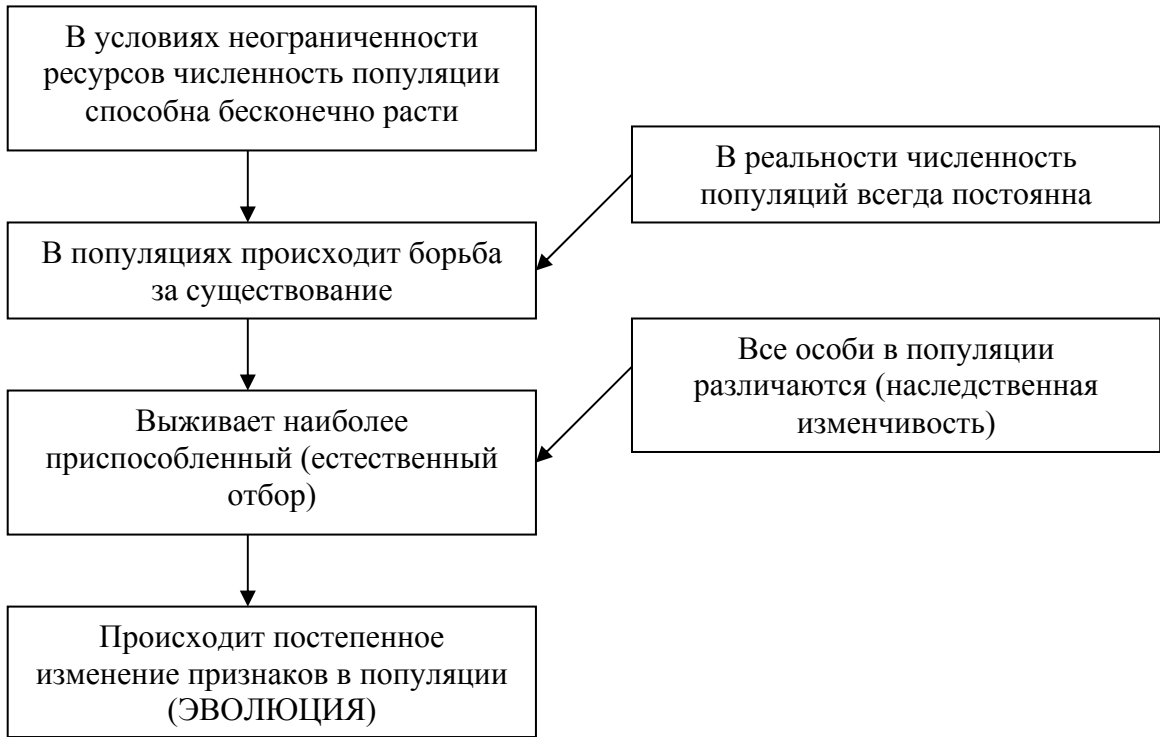 В условиях неограниченности
ресурсов численность популяции
способна бесконечно расти
В реальности численность
популяций всегда постоянна
В популяциях происходит борьба
за существование
Все особи в популяции
различаются (наследственная
изменчивость)
Выживает наиболее
приспособленный (естественный
отбор)
Происходит постепенное
изменение признаков в популяции
(ЭВОЛЮЦИЯ)